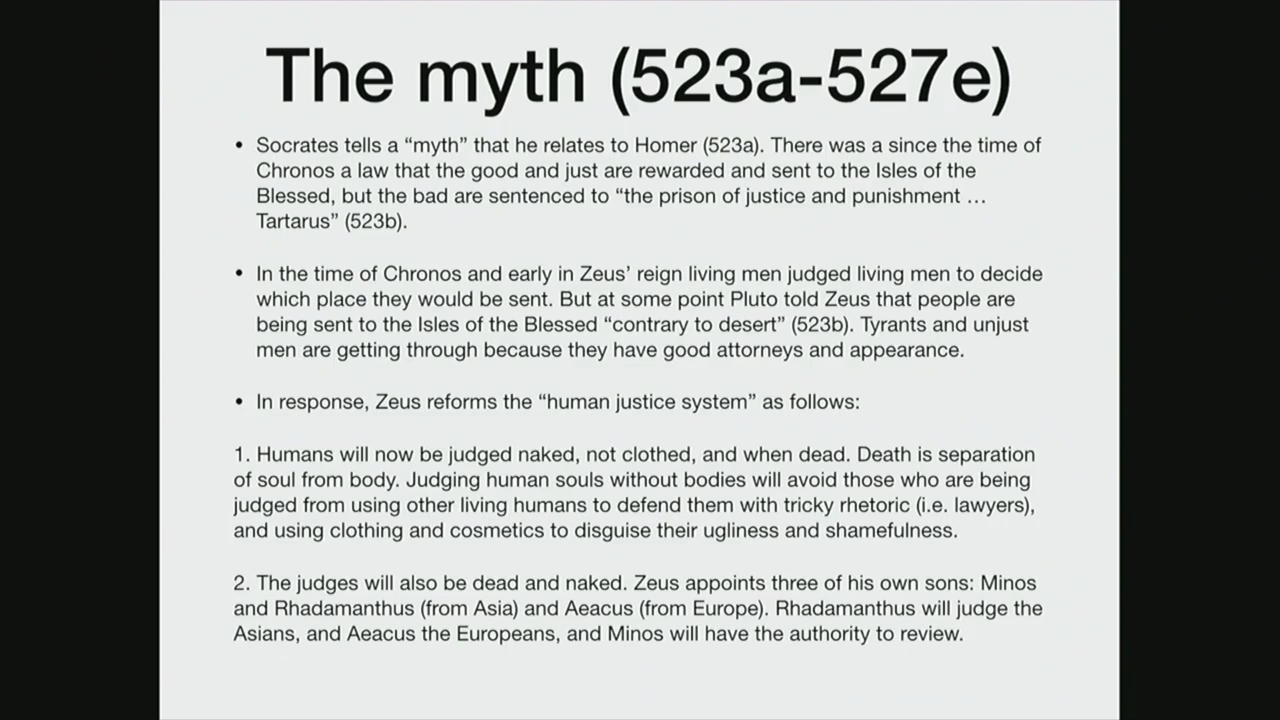 The myth (523a-527e)
• Socrates tells a “myth” that he relates to Homer (523a). There was a since the time of
Chronos a law that the good and just are rewarded and sent to the Isles of the
Blessed, but the bad are sentenced to “the prison of justice and punishment …
Tartarus” (523b).
• In the time of Chronos and early in Zeus’ reign living men judged living men to decide
which place they would be sent. But at some point Pluto told Zeus that people are
being sent to the Isles of the Blessed “contrary to desert” (523b). Tyrants and unjust
men are getting through because they have good attorneys and appearance.
• In response, Zeus reforms the “human justice system” as follows:
1. Humans will now be judged naked, not clothed, and when dead. Death is separation
of soul from body. Judging human souls without bodies will avoid those who are being
judged from using other living humans to defend them with tricky rhetoric (i.e. lawyers),
and using clothing and cosmetics to disguise their ugliness and shamefulness.
2. The judges will also be dead and naked. Zeus appoints three of his own sons: Minos
and Rhadamanthus (from Asia) and Aeacus (from Europe). Rhadamanthus will judge the
Asians, and Aeacus the Europeans, and Minos will have the authority to review.